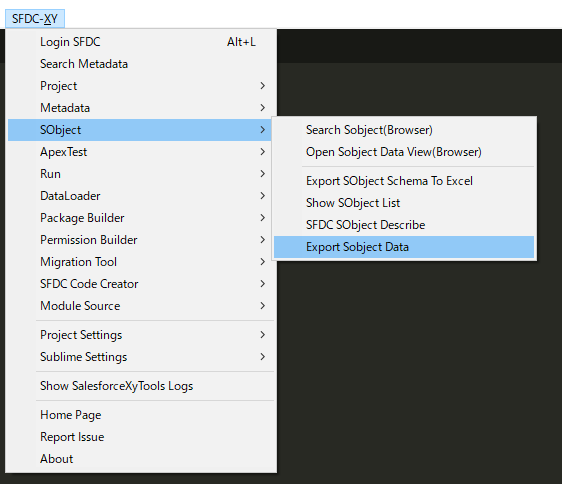 SFDC-XY
Login SFDC Alt+L
Search Metadata
Project
Metadata
SObject
ApexTest
Run
DataLoader
Package Builder
Permission Builder
Migration Tool
SFDC Code Creator
Module Source
Project Settings
Sublime Settings
Show SalesforceXyTools Logs
Home Page
Report Issue
About
Search Sobject(Browser)
Open Sobject Data View(Browser)
Export SObject Schema To Excel
Show SObject List
SFDC SObject Describe
Export Sobject Data